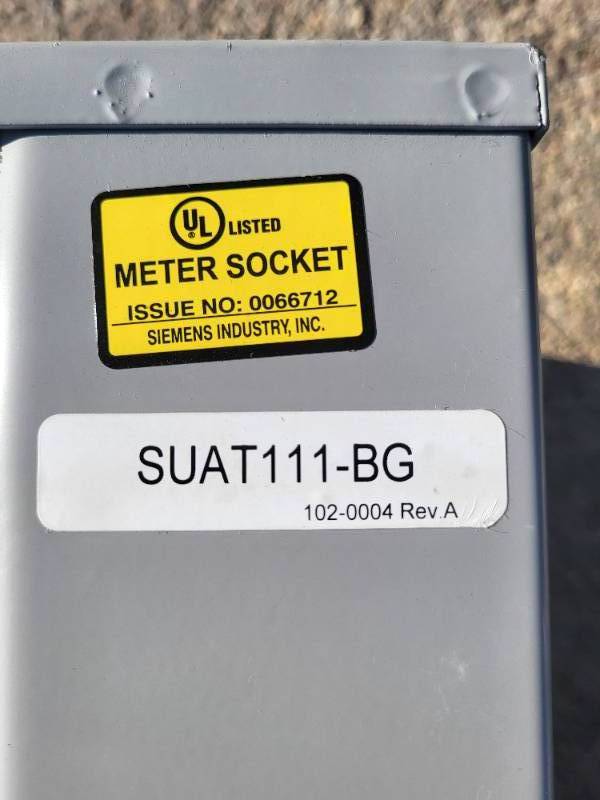 UL® LISTED
METER SOCKET
ISSUE NO: 0066712
SIEMENS INDUSTRY, INC.
SUAT111-BG
102-0004 Rev.A